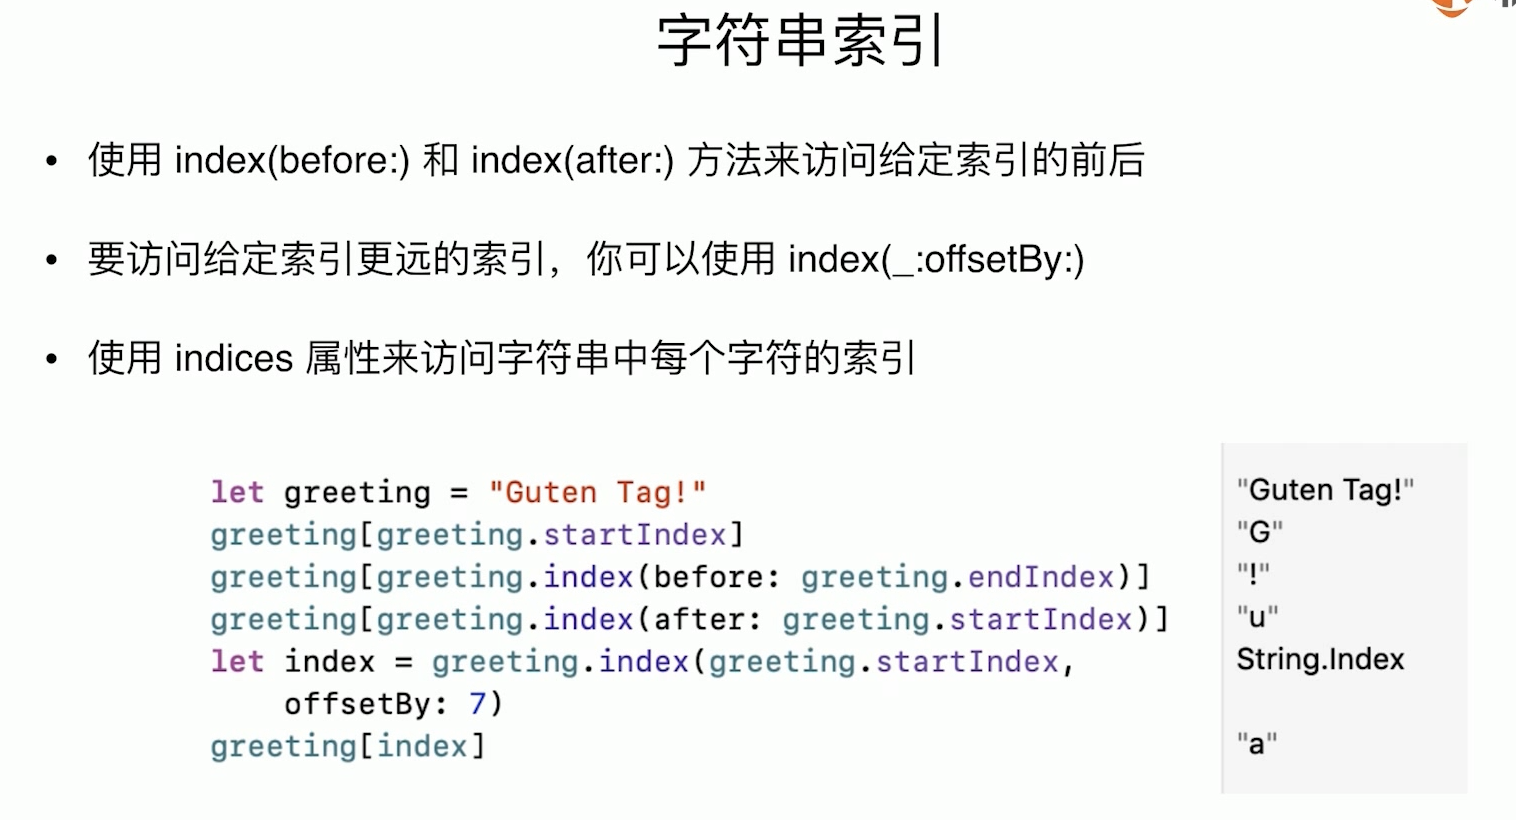 字符串索引
• 使用 index(before:) 和 index(after:) 方法来访问给定索引的前后
• 要访问给定索引更远的索引，你可以使用 index(_:offsetBy:)
• 使用 indices 属性来访问字符串中每个字符的索引
let greeting = "Guten Tag!"
greeting[greeting.startIndex]
greeting[greeting.index(before: greeting.endIndex)]
greeting[greeting.index(after: greeting.startIndex)]
let index = greeting.index(greeting.startIndex,
    offsetBy: 7)
greeting[index]
"Guten Tag!"
"G"
"!"
"u"
String.Index
"a"